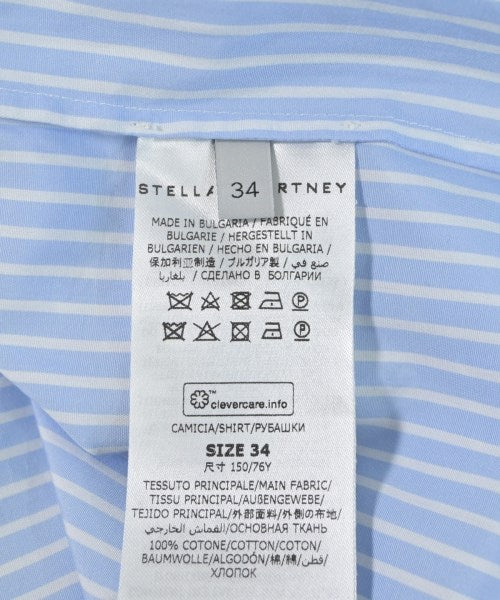 STELLA RTNEY
34
MADE IN BULGARIA / FABRIQUÉ EN
BULGARIE / HERGESTELLT IN
BULGARIEN / HECHO EN BULGARIA /
保加利亚制造 / ブルガリア製 / صنع في
بلغاريا / СДЕЛАНО В БОЛГАРИИ
P
P
clevercare.info™
CAMICIA/SHIRT/РУБАШКИ
SIZE 34
尺寸 150/76Y
TESSUTO PRINCIPALE/MAIN FABRIC/
TISSU PRINCIPAL/AUßENGEWEBE/
TEJIDO PRINCIPAL/外部面料/外側の布地/
القماش الخارجي/ОСНОВНАЯ ТКАНЬ
100% COTONE/COTTON/COTON/
BAUMWOLLE/ALGODÓN/棉/綿/قطن/
ХЛОПОК